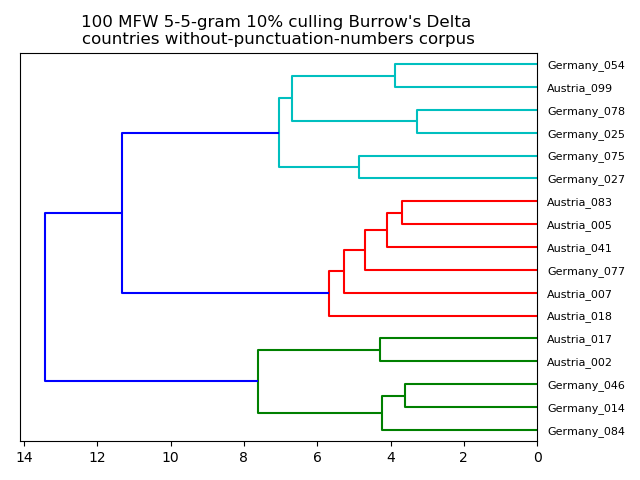 100 MFW 5-5-gram 10% culling Burrow's Delta
countries without-punctuation-numbers corpus
Germany_054
Austria_099
Germany_078
Germany_025
Germany_075
Germany_027
Austria_083
Austria_005
Austria_041
Germany_077
Austria_007
Austria_018
Austria_017
Austria_002
Germany_046
Germany_014
Germany_084
14 12 10 8 6 4 2 0